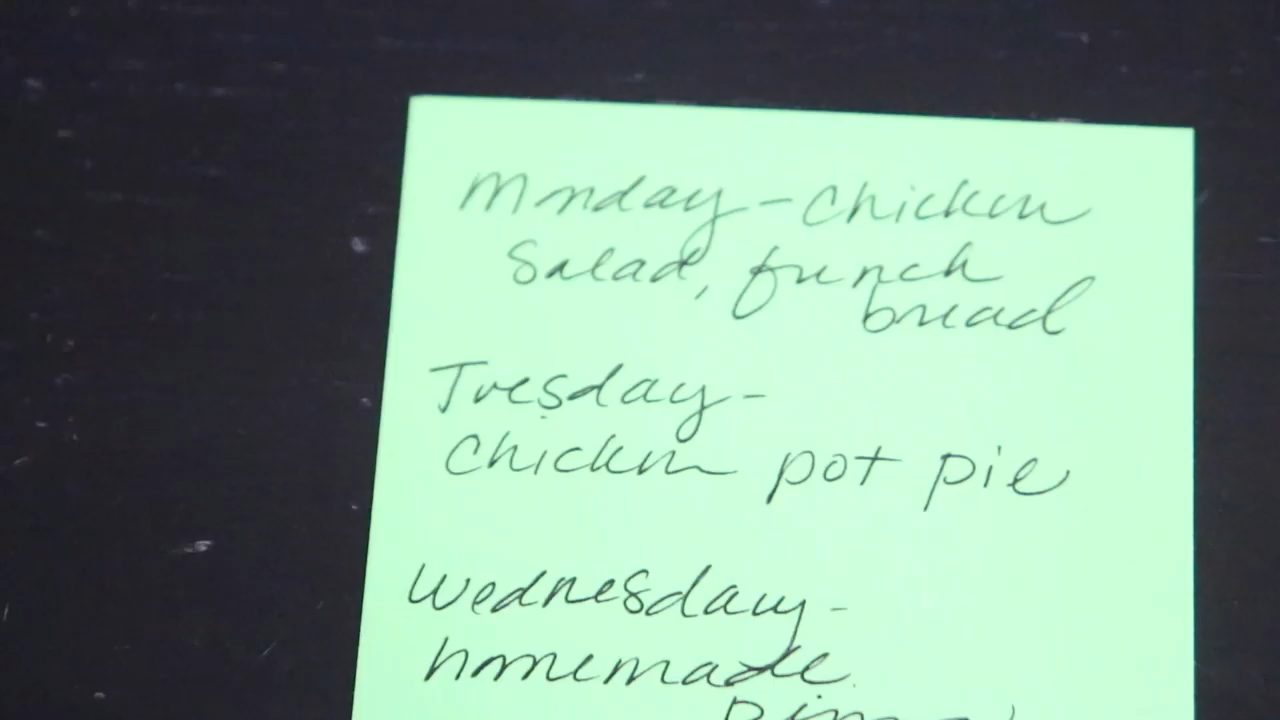 Monday - Chicken
Salad, french
bread
Tuesday -
Chicken pot pie
Wednesday -
homemade